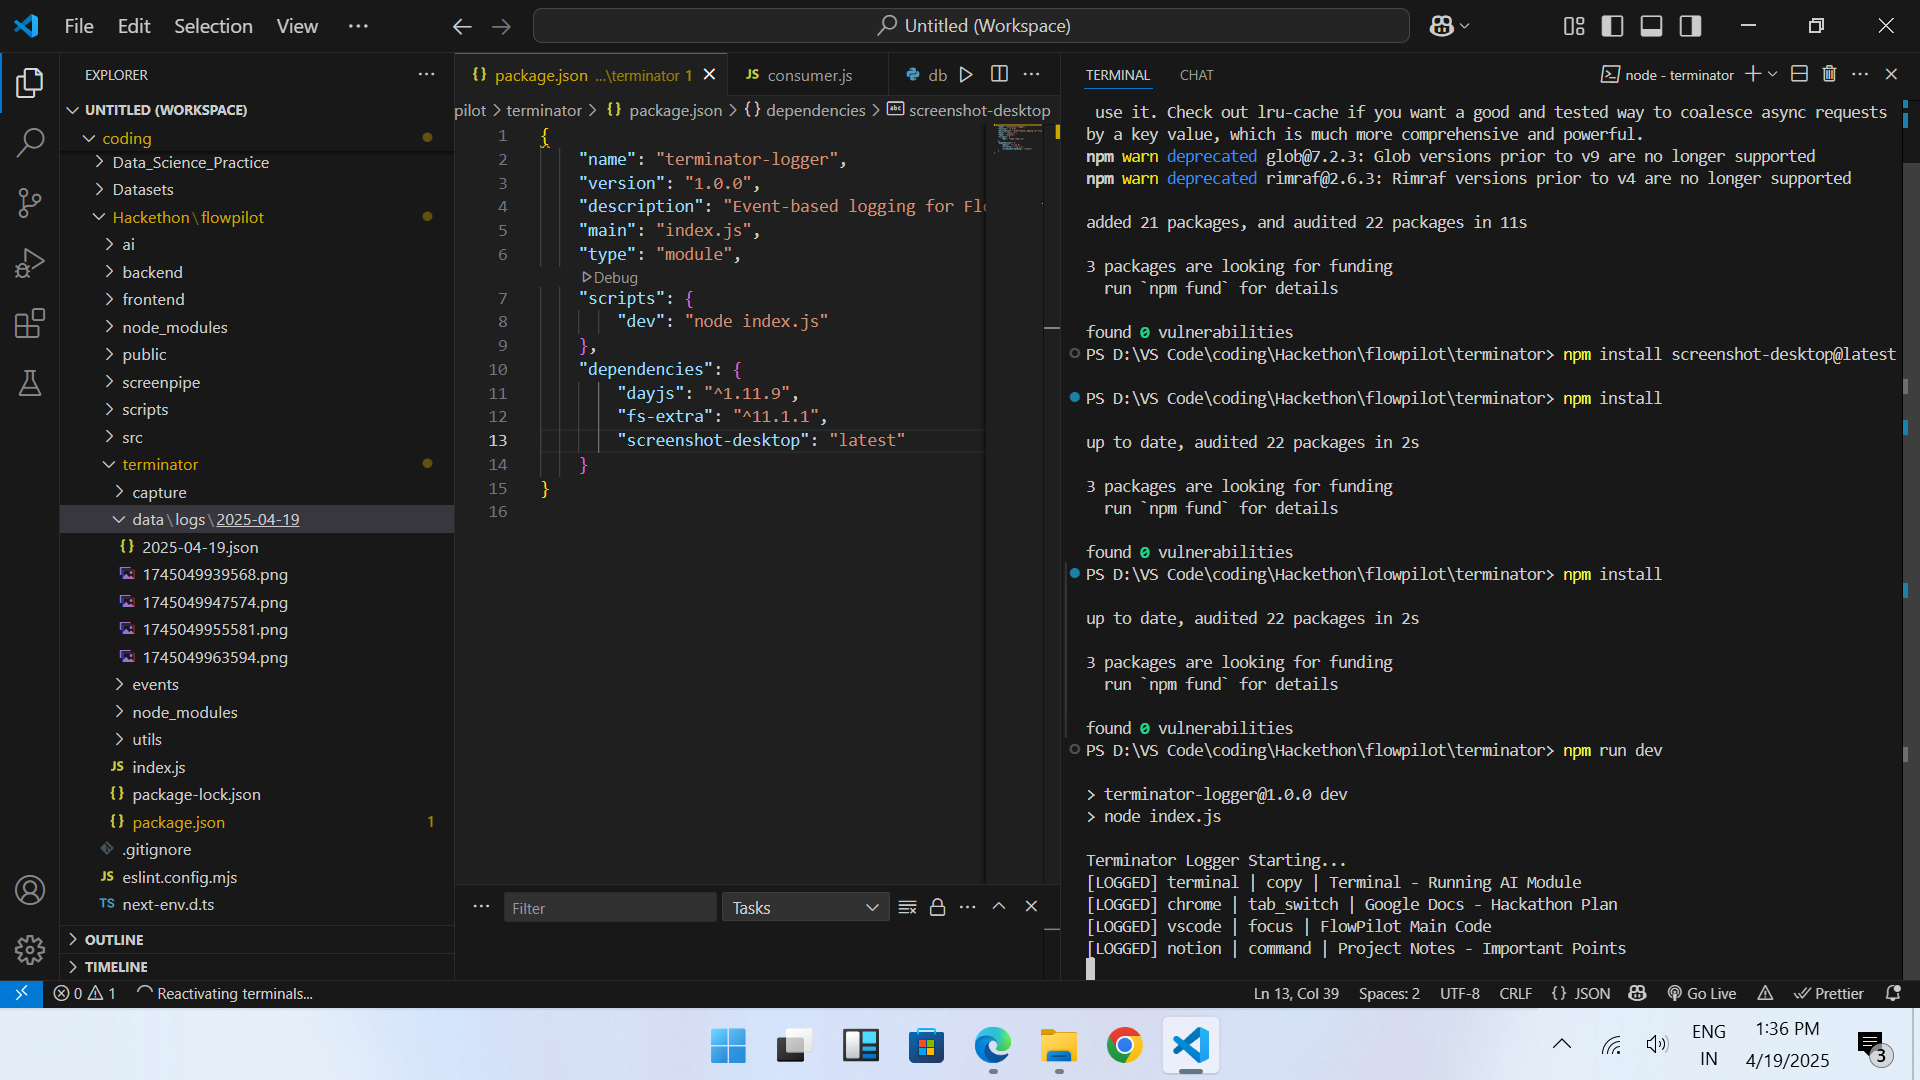 File Edit Selection View
Untitled (Workspace)
EXPLORER
UNTITLED (WORKSPACE)
coding
Data_Science_Practice
Datasets
Hackethon\flowpilot
ai
backend
frontend
node_modules
public
screenpipe
scripts
src
terminator
capture
data\logs\2025-04-19
{} 2025-04-19.json
1745049939568.png
1745049947574.png
1745049955581.png
1745049963594.png
events
node_modules
utils
JS index.js
{} package-lock.json
{} package.json 1
.gitignore
JS eslint.config.mjs
TS next-env.d.ts
OUTLINE
TIMELINE
{} package.json ...\terminator 1
JS consumer.js
db
pilot > terminator > {} package.json > {} dependencies > abc screenshot-desktop
1 {
2 "name": "terminator-logger",
3 "version": "1.0.0",
4 "description": "Event-based logging for Flo
5 "main": "index.js",
6 "type": "module",
Debug
7 "scripts": {
8 "dev": "node index.js"
9 },
10 "dependencies": {
11 "dayjs": "^1.11.9",
12 "fs-extra": "^11.1.1",
13 "screenshot-desktop": "latest"
14 }
15 }
16
Filter
Tasks
TERMINAL CHAT
node - terminator
use it. Check out lru-cache if you want a good and tested way to coalesce async requests
by a key value, which is much more comprehensive and powerful.
npm warn deprecated glob@7.2.3: Glob versions prior to v9 are no longer supported
npm warn deprecated rimraf@2.6.3: Rimraf versions prior to v4 are no longer supported
added 21 packages, and audited 22 packages in 11s
3 packages are looking for funding
run `npm fund` for details
found 0 vulnerabilities
PS D:\VS Code\coding\Hackethon\flowpilot\terminator> npm install screenshot-desktop@latest
PS D:\VS Code\coding\Hackethon\flowpilot\terminator> npm install
up to date, audited 22 packages in 2s
3 packages are looking for funding
run `npm fund` for details
found 0 vulnerabilities
PS D:\VS Code\coding\Hackethon\flowpilot\terminator> npm install
up to date, audited 22 packages in 2s
3 packages are looking for funding
run `npm fund` for details
found 0 vulnerabilities
PS D:\VS Code\coding\Hackethon\flowpilot\terminator> npm run dev
> terminator-logger@1.0.0 dev
> node index.js
Terminator Logger Starting...
[LOGGED] terminal | copy | Terminal - Running AI Module
[LOGGED] chrome | tab_switch | Google Docs - Hackathon Plan
[LOGGED] vscode | focus | FlowPilot Main Code
[LOGGED] notion | command | Project Notes - Important Points
0 1 Reactivating terminals...
Ln 13, Col 39 Spaces: 2 UTF-8 CRLF {} JSON Go Live Prettier
ENG
IN
1:36 PM
4/19/2025
3